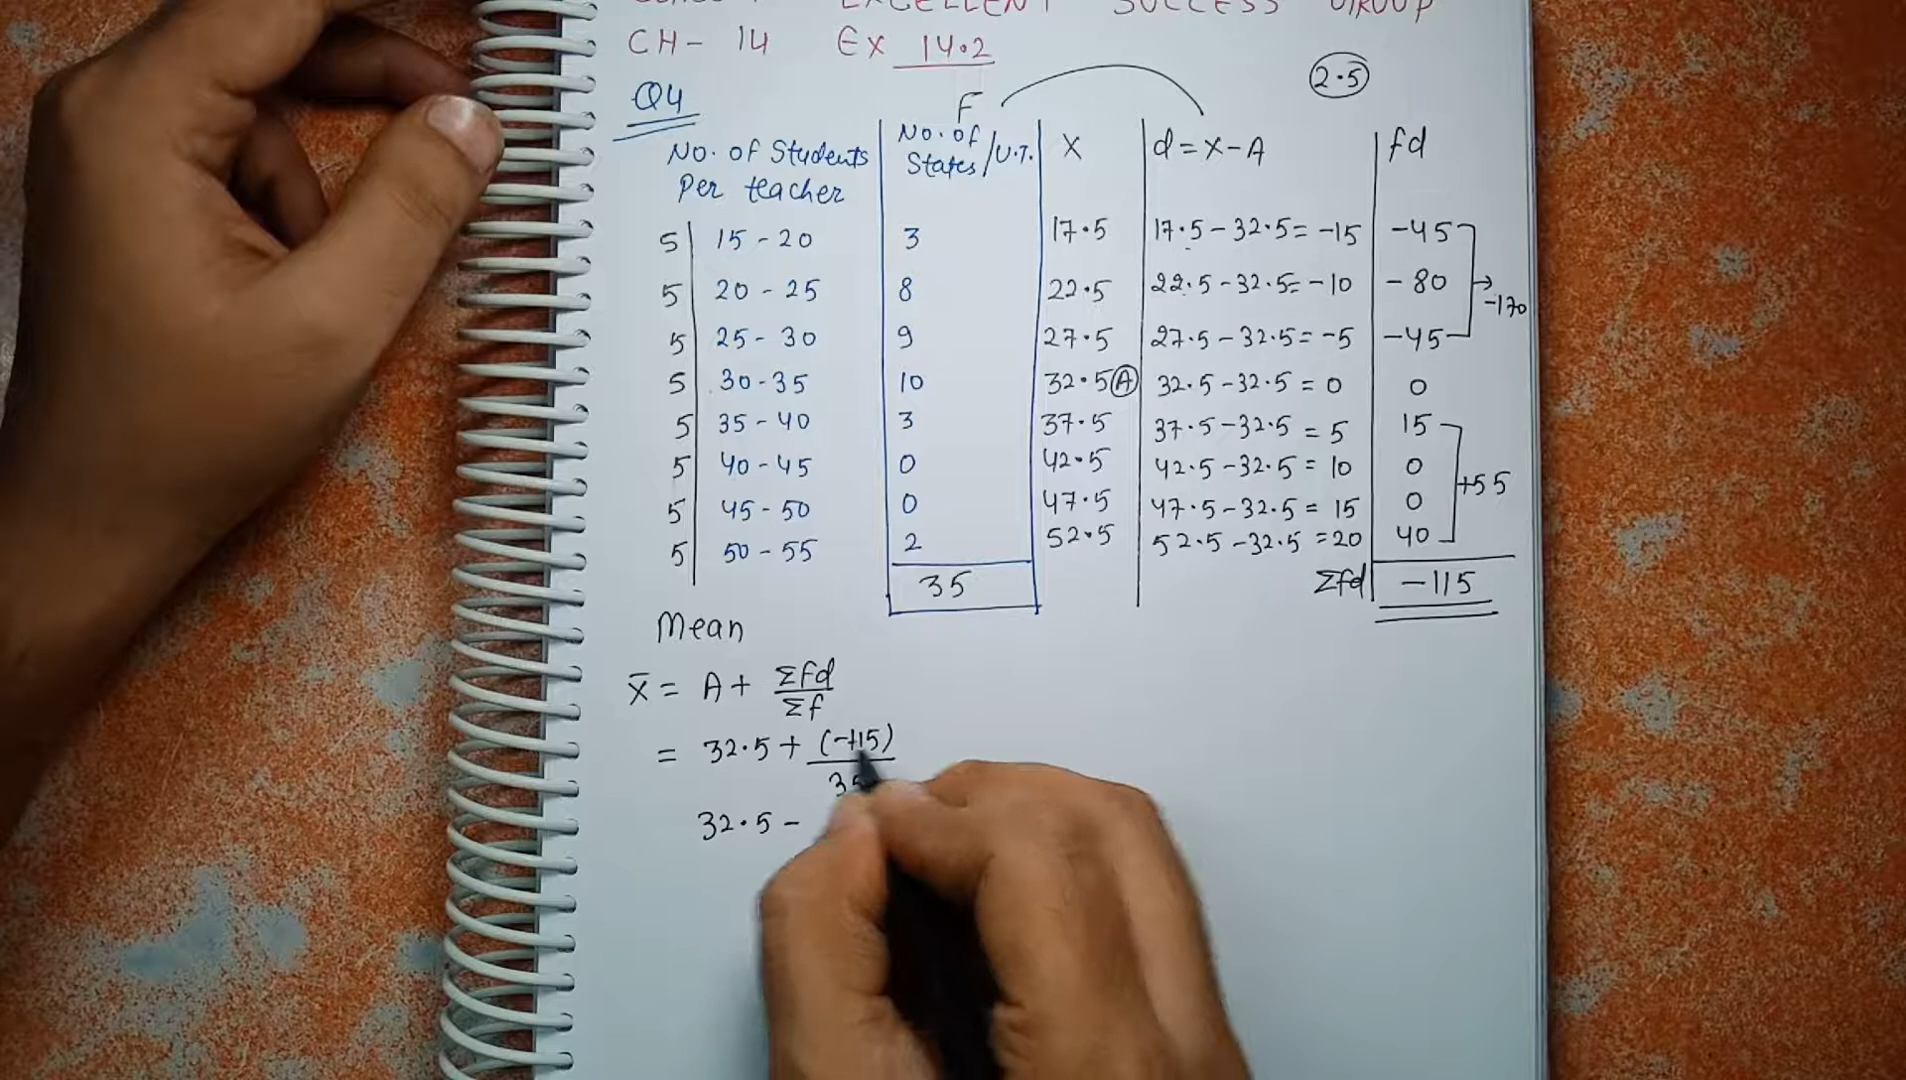 EXCELLENT SUCCESS GROUP
CH- 14 Ex 14.2
2.5
Q4
No. of Students Per teacher | F No. of States/U.T. | X | d = x - A | fd
5 | 15 - 20 | 3 | 17.5 | 17.5 - 32.5 = -15 | -45
5 | 20 - 25 | 8 | 22.5 | 22.5 - 32.5 = -10 | -80 → -170
5 | 25 - 30 | 9 | 27.5 | 27.5 - 32.5 = -5 | -45
5 | 30-35 | 10 | 32.5 A | 32.5 - 32.5 = 0 | 0
5 | 35 - 40 | 3 | 37.5 | 37.5 - 32.5 = 5 | 15
5 | 40 - 45 | 0 | 42.5 | 42.5 - 32.5 = 10 | 0 +55
5 | 45 - 50 | 0 | 47.5 | 47.5 - 32.5 = 15 | 0
5 | 50 - 55 | 2 | 52.5 | 52.5 - 32.5 = 20 | 40
35 Σfd | -115
Mean
x̄ = A + Σfd/Σf
= 32.5 + (-115)/35
32.5 -